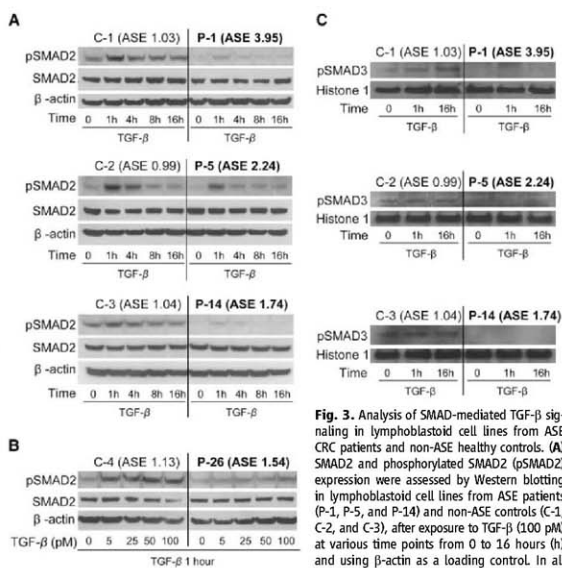 A
C-1 (ASE 1.03) P-1 (ASE 3.95)
pSMAD2
SMAD2
β -actin
Time 0 1h 4h 8h 16h 0 1h 4h 8h 16h
TGF-β TGF-β
C-2 (ASE 0.99) P-5 (ASE 2.24)
pSMAD2
SMAD2
β -actin
Time 0 1h 4h 8h 16h 0 1h 4h 8h 16h
TGF-β TGF-β
C-3 (ASE 1.04) P-14 (ASE 1.74)
pSMAD2
SMAD2
β -actin
Time 0 1h 4h 8h 16h 0 1h 4h 8h 16h
TGF-β TGF-β
B
C-4 (ASE 1.13) P-26 (ASE 1.54)
pSMAD2
SMAD2
β -actin
TGF-β (pM) 0 5 25 50 100 0 5 25 50 100
TGF-β 1 hour
C
C-1 (ASE 1.03) P-1 (ASE 3.95)
pSMAD3
Histone 1
Time 0 1h 16h 0 1h 16h
TGF-β TGF-β
C-2 (ASE 0.99) P-5 (ASE 2.24)
pSMAD3
Histone 1
Time 0 1h 16h 0 1h 16h
TGF-β TGF-β
C-3 (ASE 1.04) P-14 (ASE 1.74)
pSMAD3
Histone 1
Time 0 1h 16h 0 1h 16h
TGF-β TGF-β
Fig. 3. Analysis of SMAD-mediated TGF-β sig-
naling in lymphoblastoid cell lines from ASE
CRC patients and non-ASE healthy controls. (A)
SMAD2 and phosphorylated SMAD2 (pSMAD2)
expression were assessed by Western blotting
in lymphoblastoid cell lines from ASE patients
(P-1, P-5, and P-14) and non-ASE controls (C-1,
C-2, and C-3), after exposure to TGF-β (100 pM)
at various time points from 0 to 16 hours (h)
and using β-actin as a loading control. In all